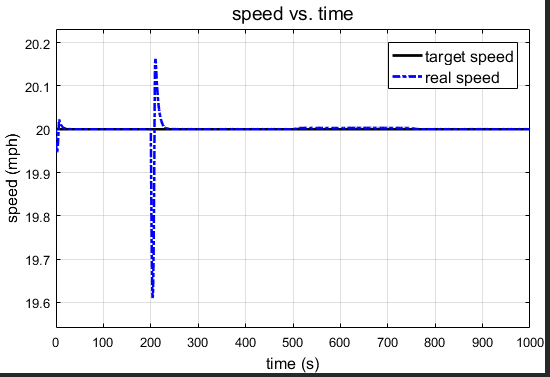 speed vs. time
20.2
20.1
20
19.9
19.8
19.7
19.6
speed (mph)
target speed
real speed
0 100 200 300 400 500 600 700 800 900 1000
time (s)